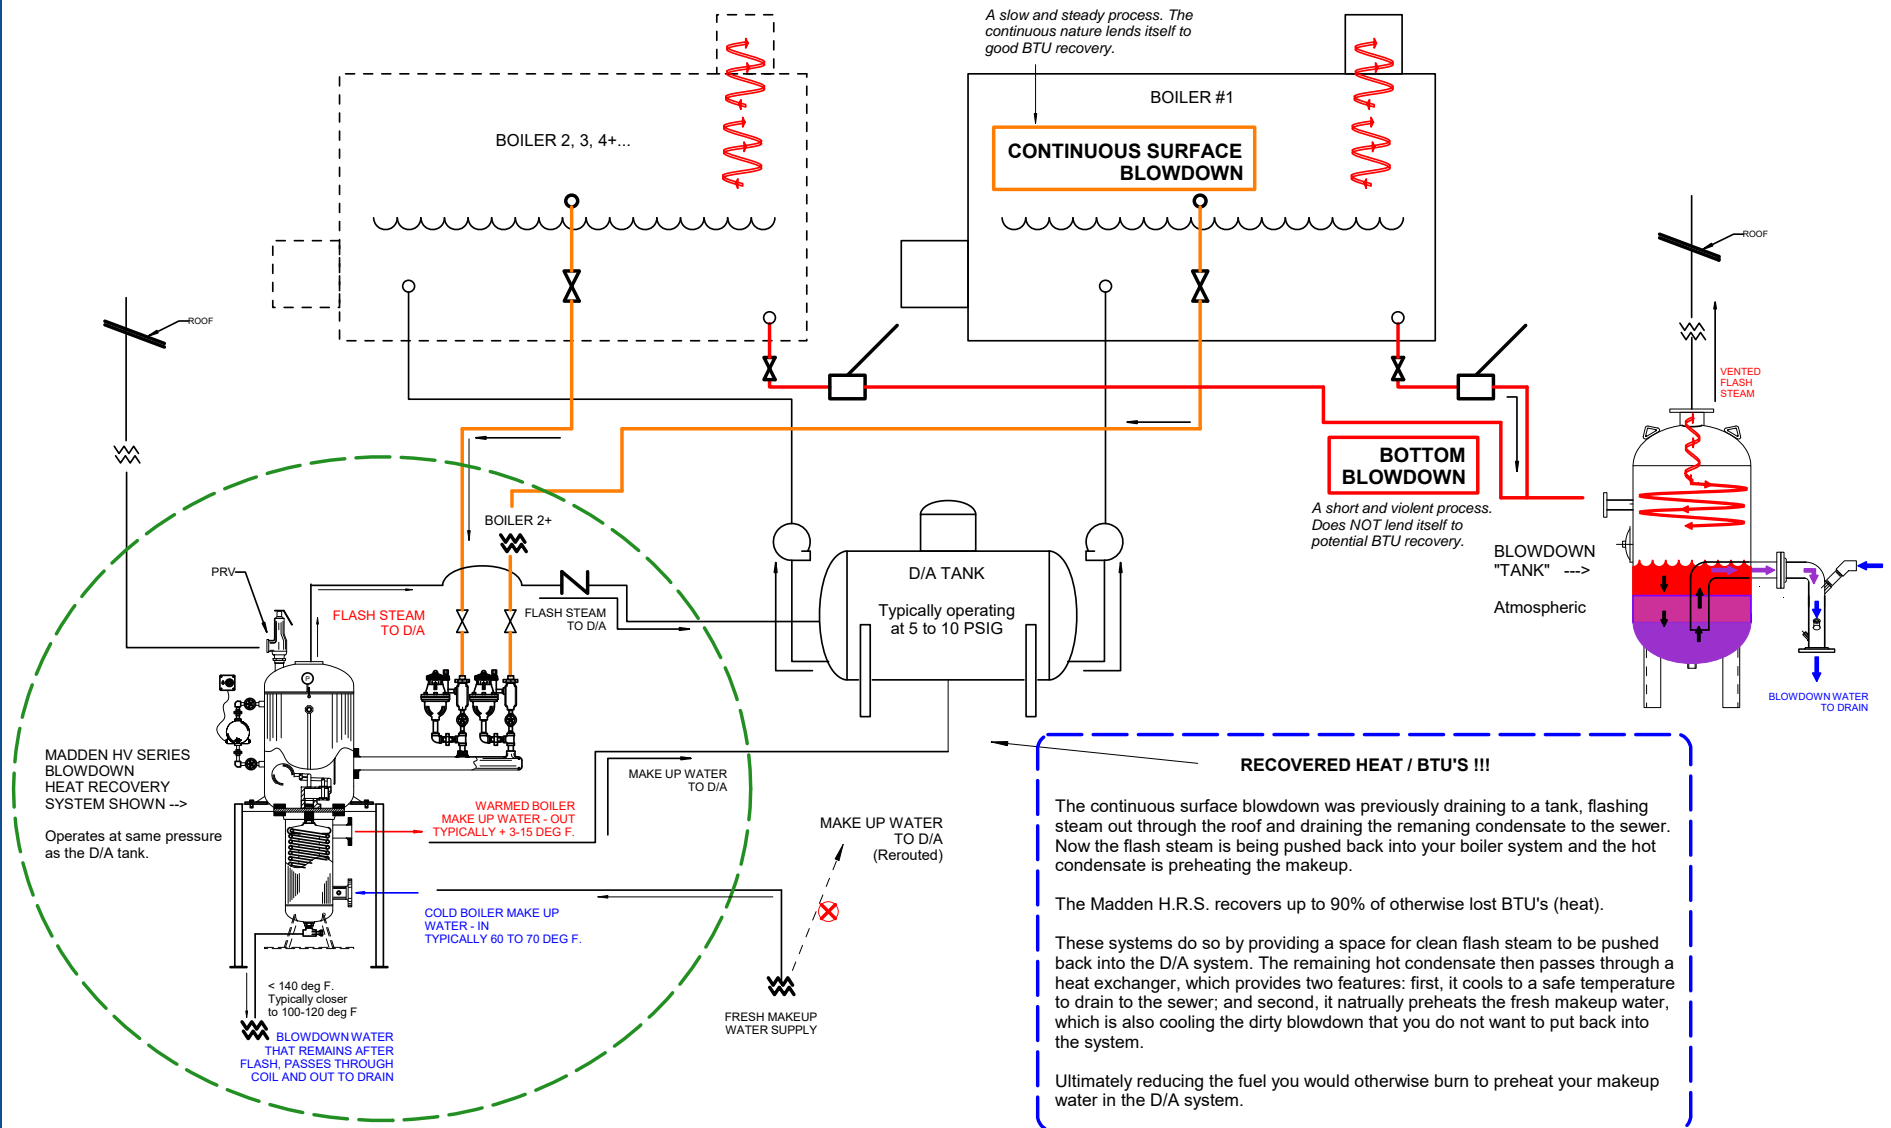 A slow and steady process. The
continuous nature lends itself to
good BTU recovery.
BOILER 2, 3, 4+...
BOILER #1
CONTINUOUS SURFACE
BLOWDOWN
ROOF
ROOF
VENTED
FLASH
STEAM
BOTTOM
BLOWDOWN
A short and violent process.
Does NOT lend itself to
potential BTU recovery.
BLOWDOWN
"TANK" --->
Atmospheric
BLOWDOWN WATER
TO DRAIN
BOILER 2+
PRV
FLASH STEAM
TO D/A
FLASH STEAM
TO D/A
D/A TANK
Typically operating
at 5 to 10 PSIG
P
MADDEN HV SERIES
BLOWDOWN
HEAT RECOVERY
SYSTEM SHOWN -->
Operates at same pressure
as the D/A tank.
MAKE UP WATER
TO D/A
WARMED BOILER
MAKE UP WATER - OUT
TYPICALLY + 3-15 DEG F.
MAKE UP WATER
TO D/A
(Rerouted)
COLD BOILER MAKE UP
WATER - IN
TYPICALLY 60 TO 70 DEG F.
< 140 deg F.
Typically closer
to 100-120 deg F
BLOWDOWN WATER
THAT REMAINS AFTER
FLASH, PASSES THROUGH
COIL AND OUT TO DRAIN
FRESH MAKEUP
WATER SUPPLY
RECOVERED HEAT / BTU'S !!!
The continuous surface blowdown was previously draining to a tank, flashing
steam out through the roof and draining the remaning condensate to the sewer.
Now the flash steam is being pushed back into your boiler system and the hot
condensate is preheating the makeup.
The Madden H.R.S. recovers up to 90% of otherwise lost BTU's (heat).
These systems do so by providing a space for clean flash steam to be pushed
back into the D/A system. The remaining hot condensate then passes through a
heat exchanger, which provides two features: first, it cools to a safe temperature
to drain to the sewer; and second, it natrually preheats the fresh makeup water,
which is also cooling the dirty blowdown that you do not want to put back into
the system.
Ultimately reducing the fuel you would otherwise burn to preheat your makeup
water in the D/A system.